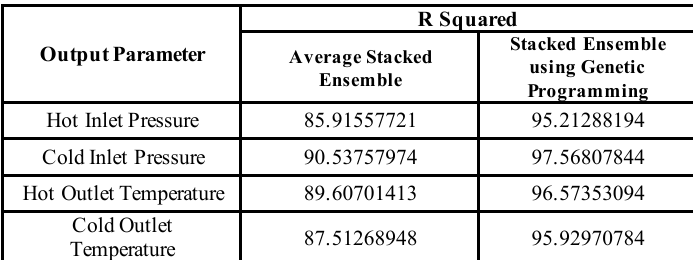 R Squared
Output Parameter
Average Stacked
Ensemble
Stacked Ensemble
using Genetic
Programming
Hot Inlet Pressure 85.91557721 95.21288194
Cold Inlet Pressure 90.53757974 97.56807844
Hot Outlet Temperature 89.60701413 96.57353094
Cold Outlet
Temperature 87.51268948 95.92970784